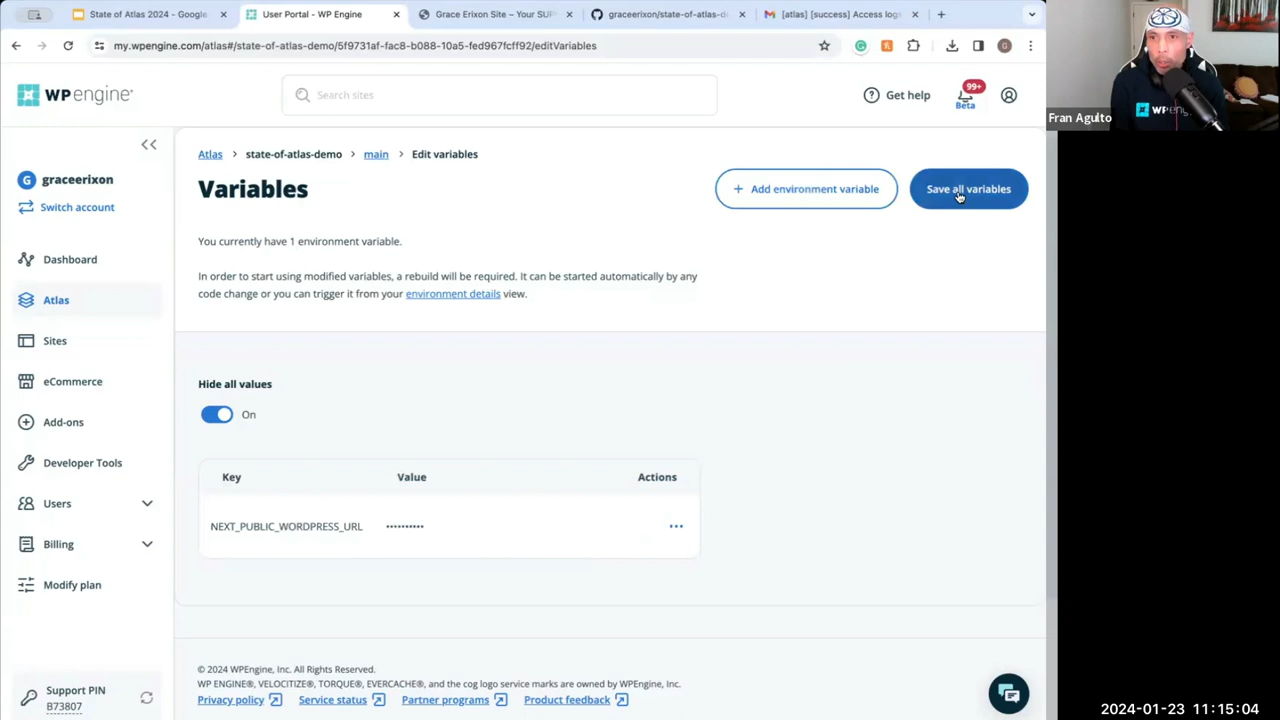 State of Atlas 2024 - Google
User Portal - WP Engine
Grace Erixon Site – Your SUP
graceerixon/state-of-atlas-d
[atlas] [success] Access logs
my.wpengine.com/atlas#/state-of-atlas-demo/5f9731af-fac8-b088-10a5-fed967fcff92/editVariables
G
WP engine
Search sites
Get help
99+
Beta
Fran Agulto
WP eng
G graceerixon
Switch account
Dashboard
Atlas
Sites
eCommerce
Add-ons
Developer Tools
Users
Billing
Modify plan
Support PIN
B73807
Atlas > state-of-atlas-demo > main > Edit variables
Variables
+ Add environment variable
Save all variables
You currently have 1 environment variable.
In order to start using modified variables, a rebuild will be required. It can be started automatically by any
code change or you can trigger it from your environment details view.
Hide all values
On
Key Value Actions
NEXT_PUBLIC_WORDPRESS_URL ••••••••••
© 2024 WPEngine, Inc. All Rights Reserved.
WP ENGINE®, VELOCITIZE®, TORQUE®, EVERCACHE®, and the cog logo service marks are owned by WPEngine, Inc.
Privacy policy Service status Partner programs Product feedback
2024-01-23 11:15:04